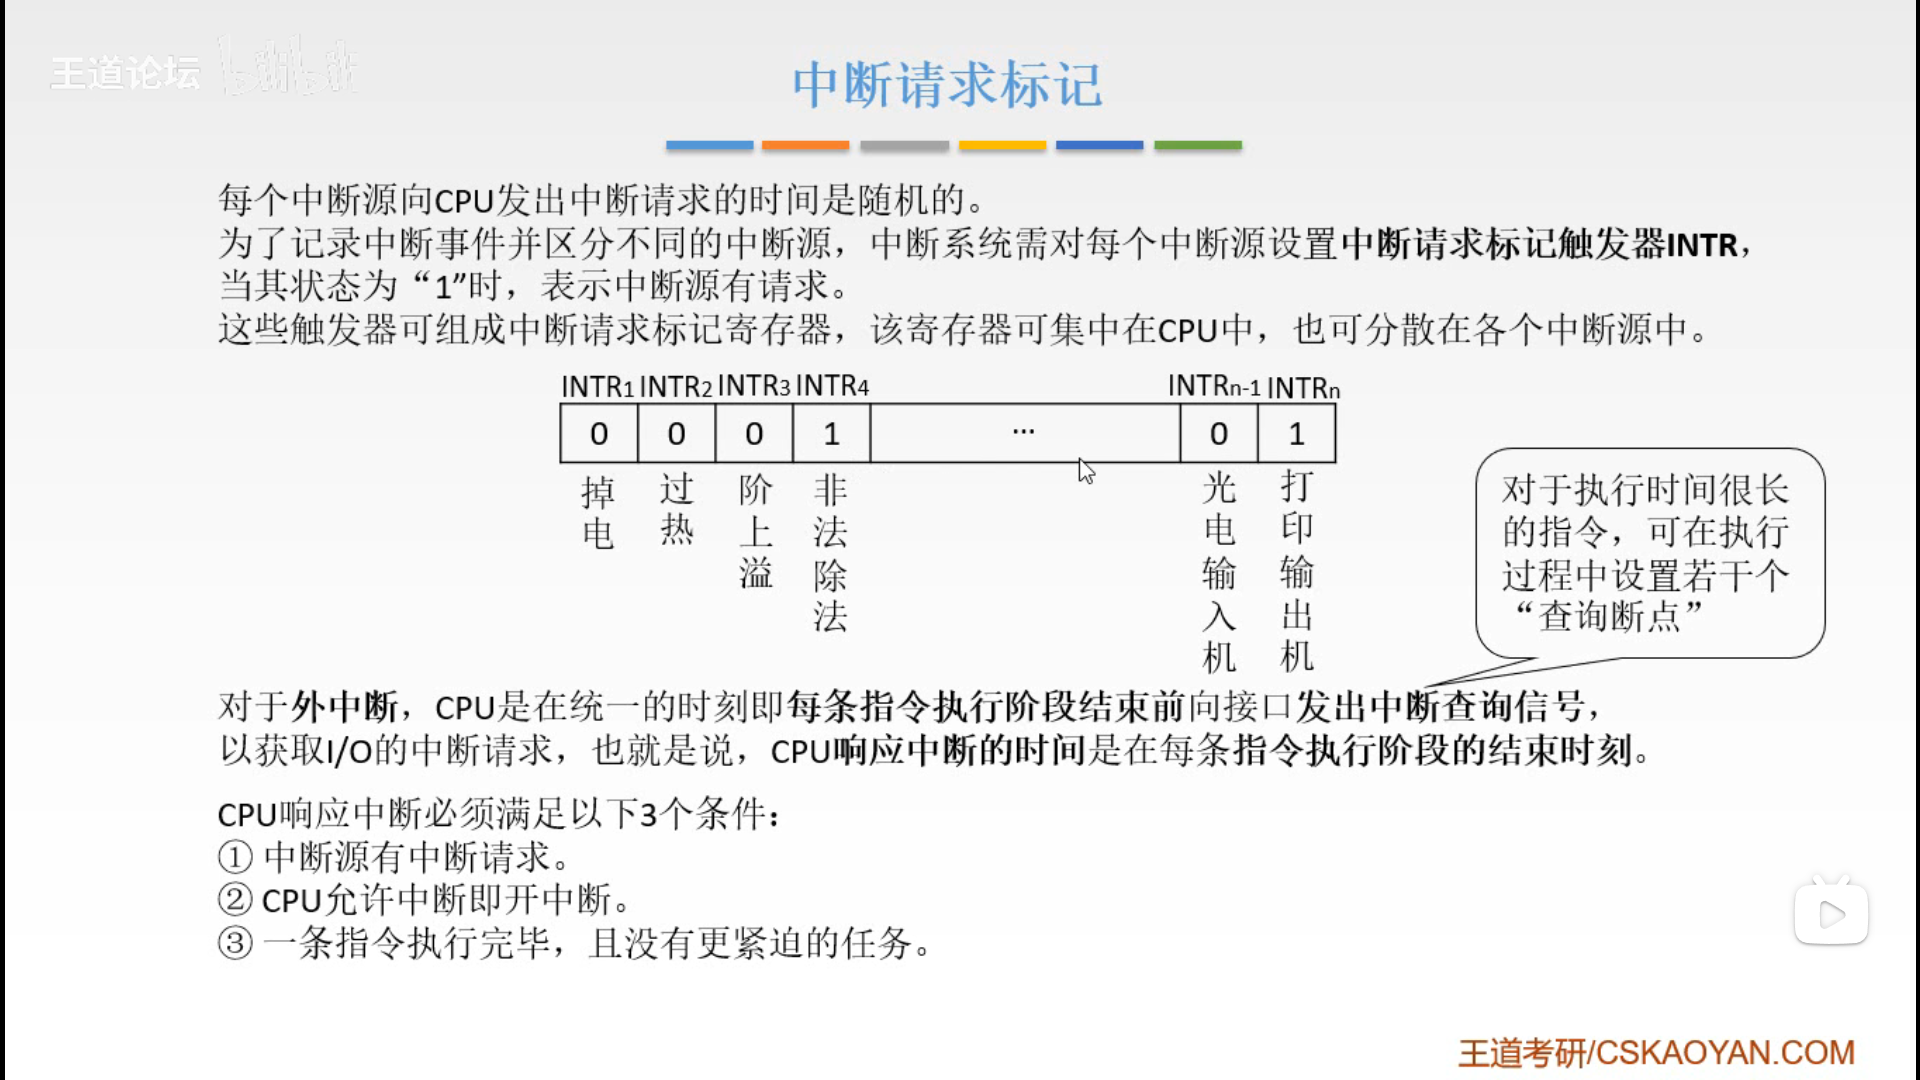 王道论坛 bilibili
中断请求标记
每个中断源向CPU发出中断请求的时间是随机的。
为了记录中断事件并区分不同的中断源，中断系统需对每个中断源设置中断请求标记触发器INTR，
当其状态为“1”时，表示中断源有请求。
这些触发器可组成中断请求标记寄存器，该寄存器可集中在CPU中，也可分散在各个中断源中。
INTR1 INTR2 INTR3 INTR4 INTRn-1 INTRn
0 0 0 1 ... 0 1
掉电
过热
阶上溢
非法除法
光电输入机
打印输出机
对于执行时间很长
的指令，可在执行
过程中设置若干个
“查询断点”
对于外中断，CPU是在统一的时刻即每条指令执行阶段结束前向接口发出中断查询信号，
以获取I/O的中断请求，也就是说，CPU响应中断的时间是在每条指令执行阶段的结束时刻。
CPU响应中断必须满足以下3个条件：
① 中断源有中断请求。
② CPU允许中断即开中断。
③ 一条指令执行完毕，且没有更紧迫的任务。
王道考研/CSKAOYAN.COM